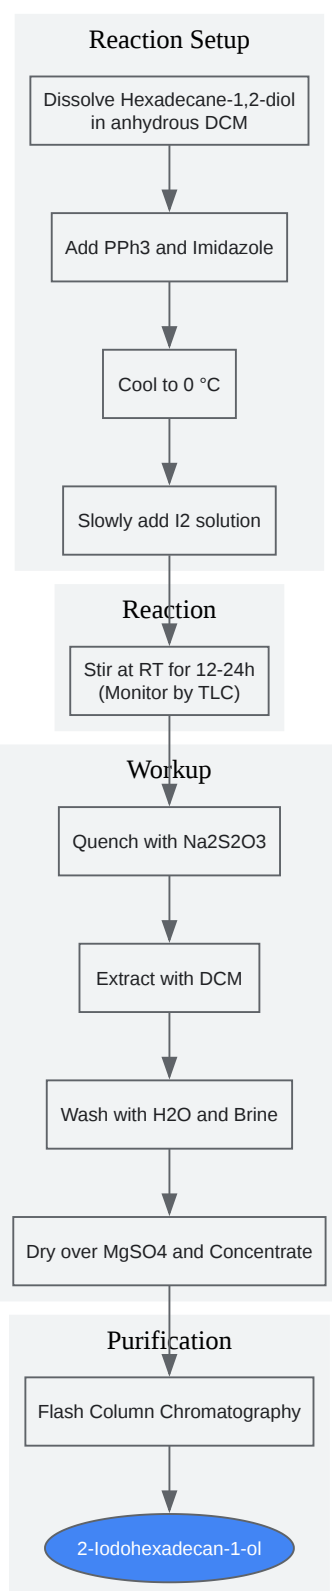 Reaction Setup
Dissolve Hexadecane-1,2-diol
in anhydrous DCM
Add PPh3 and Imidazole
Cool to 0 °C
Slowly add I2 solution
Reaction
Stir at RT for 12-24h
(Monitor by TLC)
Workup
Quench with Na2S2O3
Extract with DCM
Wash with H2O and Brine
Dry over MgSO4 and Concentrate
Purification
Flash Column Chromatography
2-Iodohexadecan-1-ol